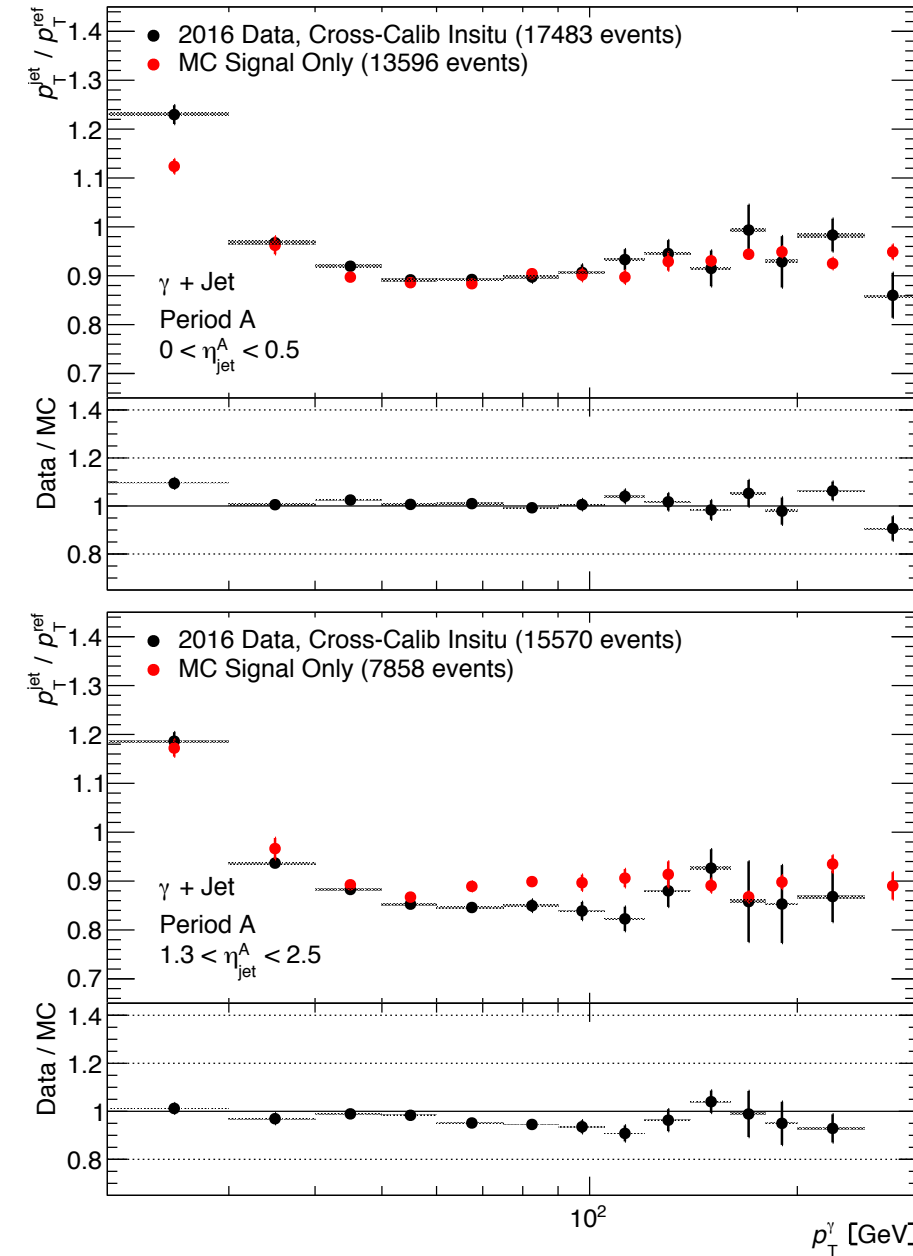 p_T^jet / p_T^ref
1.4
1.3
1.2
1.1
1
0.9
0.8
0.7
● 2016 Data, Cross-Calib Insitu (17483 events)
● MC Signal Only (13596 events)
γ + Jet
Period A
0 < η_jet^A < 0.5
Data / MC
1.4
1.2
1
0.8
p_T^jet / p_T^ref
1.4
1.3
1.2
1.1
1
0.9
0.8
0.7
● 2016 Data, Cross-Calib Insitu (15570 events)
● MC Signal Only (7858 events)
γ + Jet
Period A
1.3 < η_jet^A < 2.5
Data / MC
1.4
1.2
1
0.8
10²
p_T^γ [GeV]